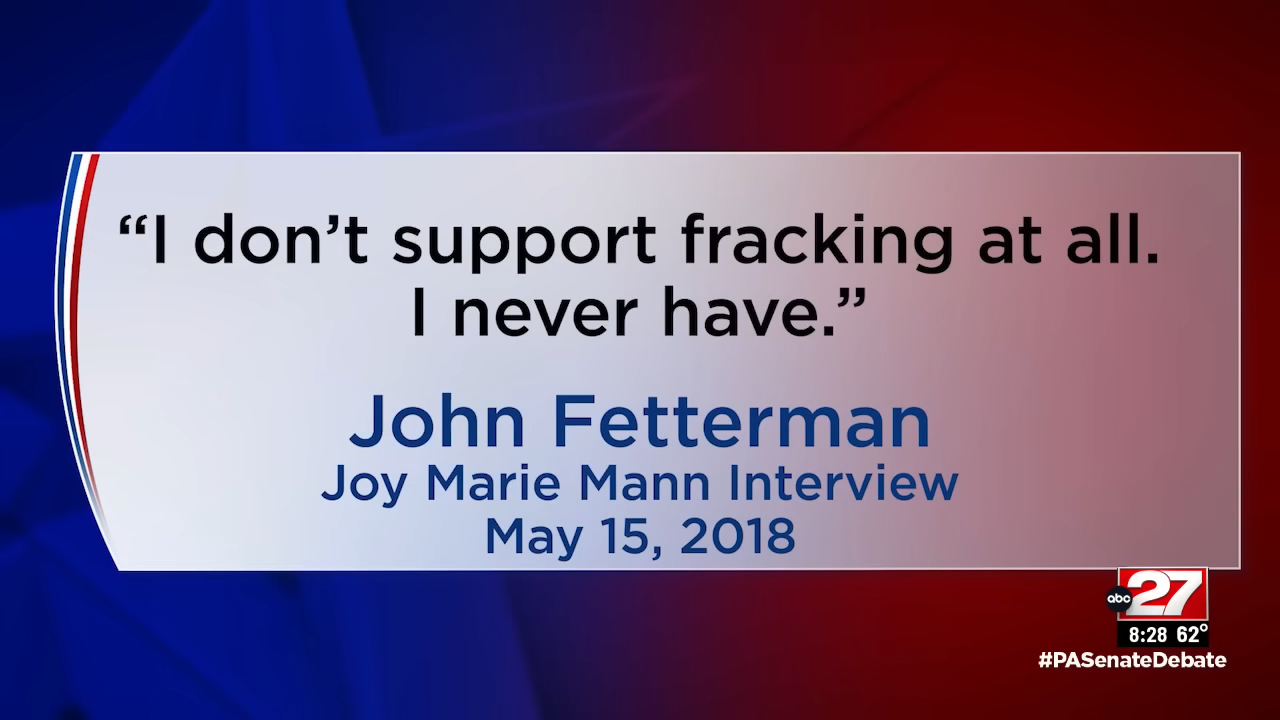 “I don’t support fracking at all.
I never have.”
John Fetterman
Joy Marie Mann Interview
May 15, 2018
abc 27
8:28 62°
#PASenateDebate